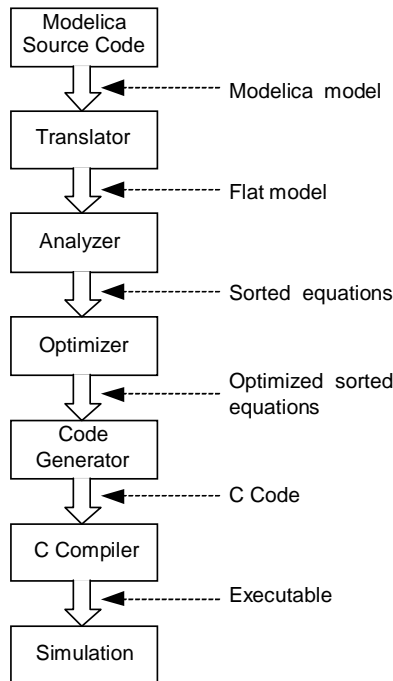 Modelica
Source Code
Modelica model
Translator
Flat model
Analyzer
Sorted equations
Optimizer
Optimized sorted
equations
Code
Generator
C Code
C Compiler
Executable
Simulation